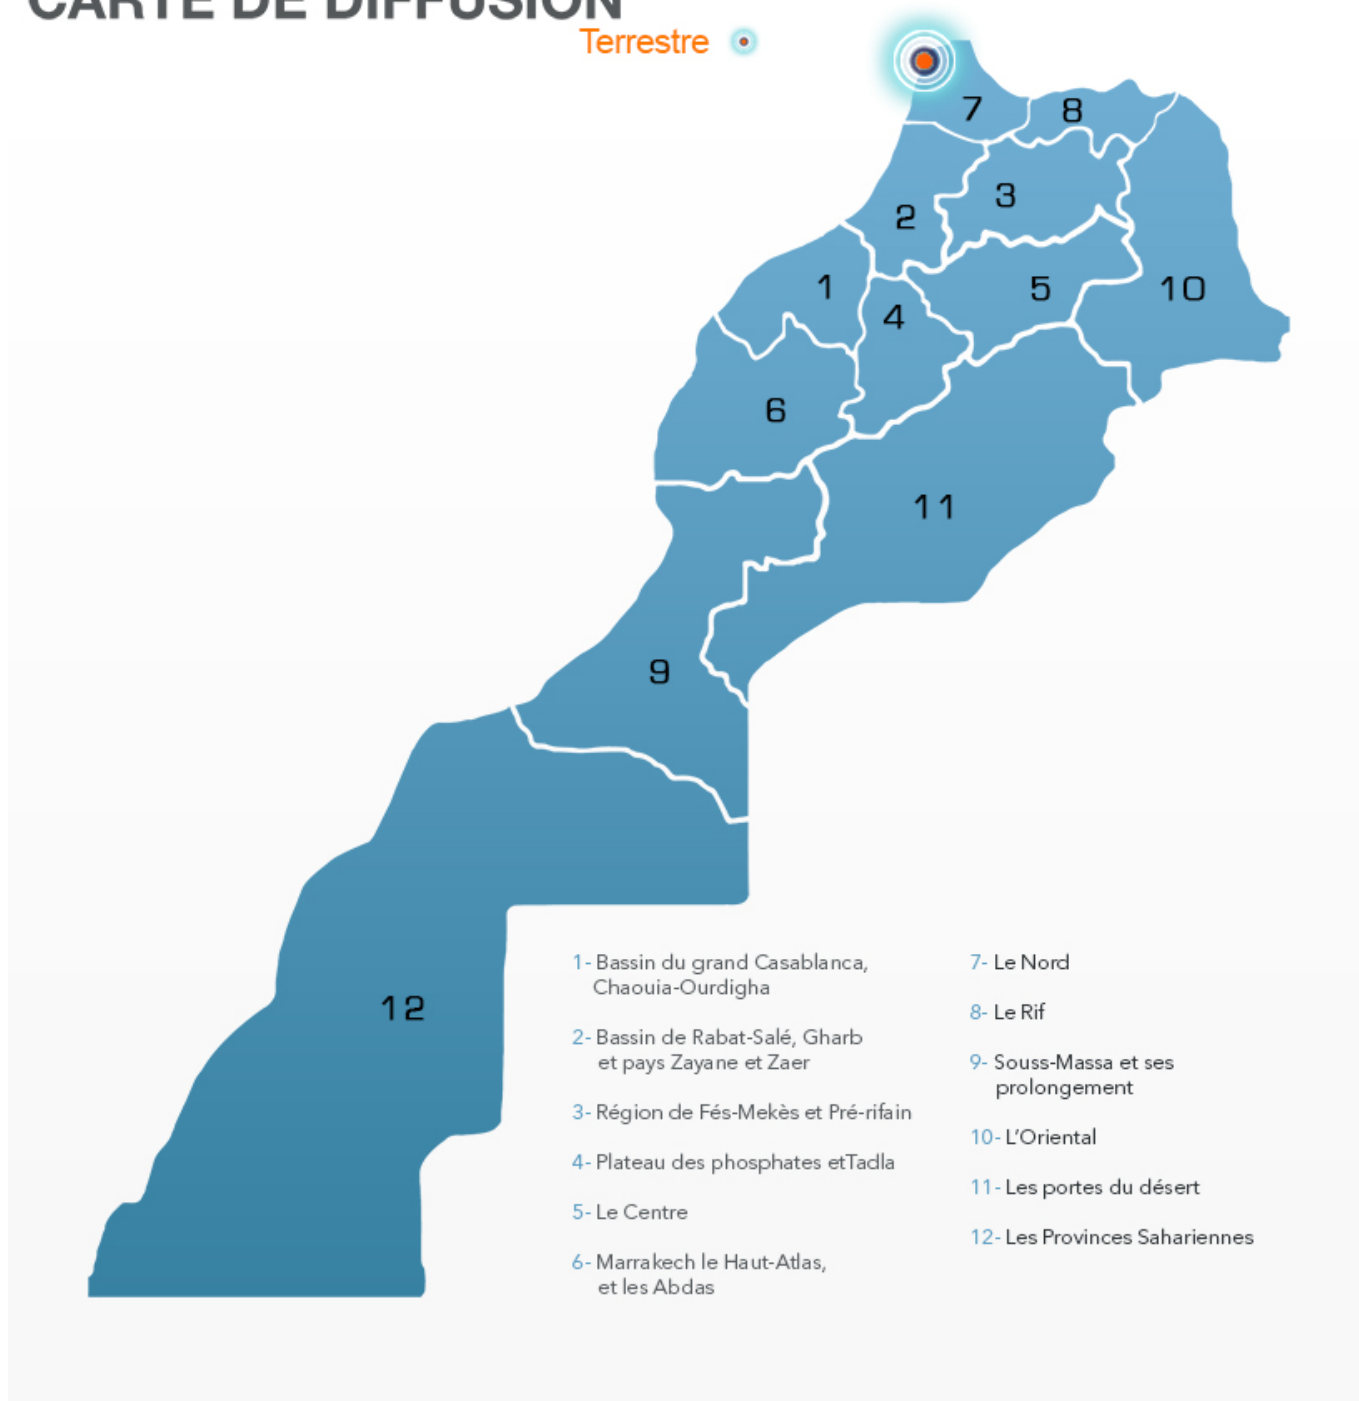 CARTE DE DIFFUSION
Terrestre
7
8
3
2
1
5
10
4
6
11
9
12
1- Bassin du grand Casablanca,
Chaouia-Ourdigha
2- Bassin de Rabat-Salé, Gharb
et pays Zayane et Zaer
3- Région de Fés-Mekès et Pré-rifain
4- Plateau des phosphates etTadla
5- Le Centre
6- Marrakech le Haut-Atlas,
et les Abdas
7- Le Nord
8- Le Rif
9- Souss-Massa et ses
prolongement
10- L'Oriental
11- Les portes du désert
12- Les Provinces Sahariennes